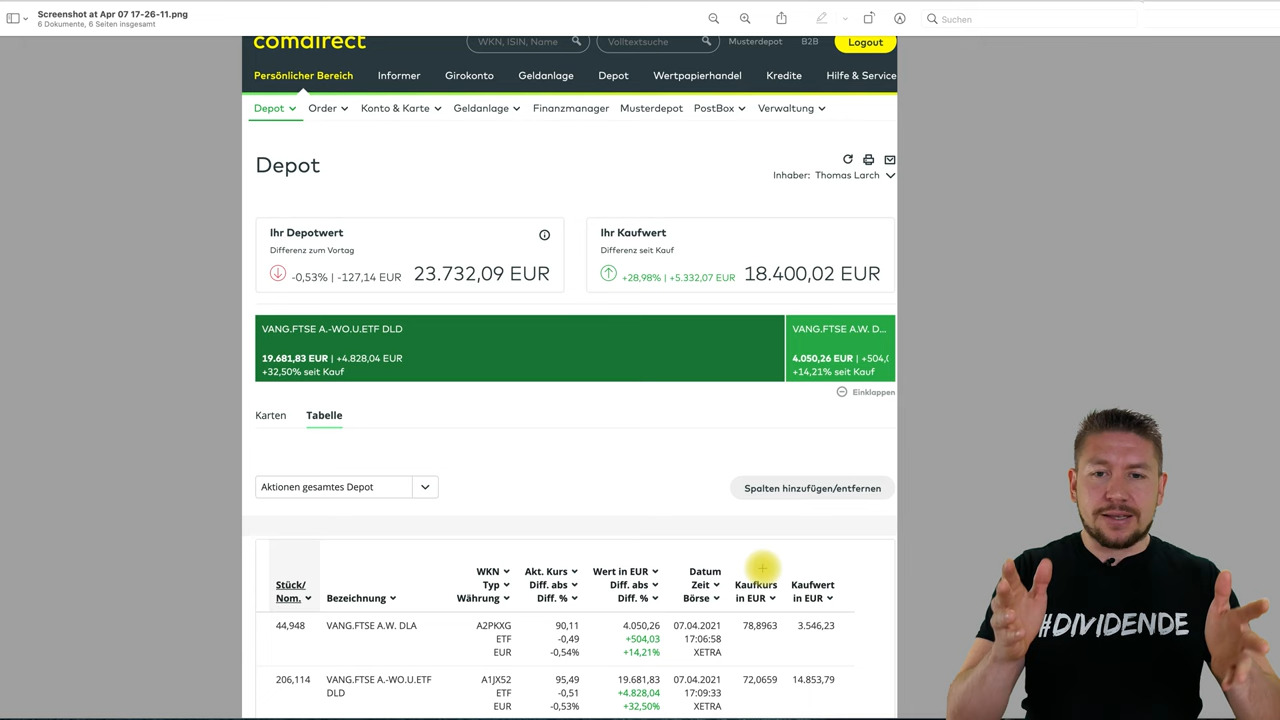 Screenshot at Apr 07 17-26-11.png
6 Dokumente, 6 Seiten insgesamt
Suchen
comdirect
WKN, ISIN, Name
Volltextsuche
Musterdepot
B2B
Logout
Persönlicher Bereich Informer Girokonto Geldanlage Depot Wertpapierhandel Kredite Hilfe & Service
Depot Order Konto & Karte Geldanlage Finanzmanager Musterdepot PostBox Verwaltung
Depot
Inhaber: Thomas Larch
Ihr Depotwert
Differenz zum Vortag
-0,53% | -127,14 EUR 23.732,09 EUR
Ihr Kaufwert
Differenz seit Kauf
+28,98% | +5.332,07 EUR 18.400,02 EUR
VANG.FTSE A.-WO.U.ETF DLD
19.681,83 EUR | +4.828,04 EUR
+32,50% seit Kauf
VANG.FTSE A.W. D...
4.050,26 EUR | +504,0
+14,21% seit Kauf
Einklappen
Karten Tabelle
Aktionen gesamtes Depot
Spalten hinzufügen/entfernen
WKN Akt. Kurs Wert in EUR Datum
Stück/ Typ Diff. abs Diff. abs Zeit Kaufkurs Kaufwert
Nom. Bezeichnung Währung Diff. % Diff. % Börse in EUR in EUR
44,948 VANG.FTSE A.W. DLA A2PKXG 90,11 4.050,26 07.04.2021 78,8963 3.546,23
ETF -0,49 +504,03 17:06:58
EUR -0,54% +14,21% XETRA
206,114 VANG.FTSE A.-WO.U.ETF A1JX52 95,49 19.681,83 07.04.2021 72,0659 14.853,79
DLD ETF -0,51 +4.828,04 17:09:33
EUR -0,53% +32,50% XETRA
#DIVIDENDE